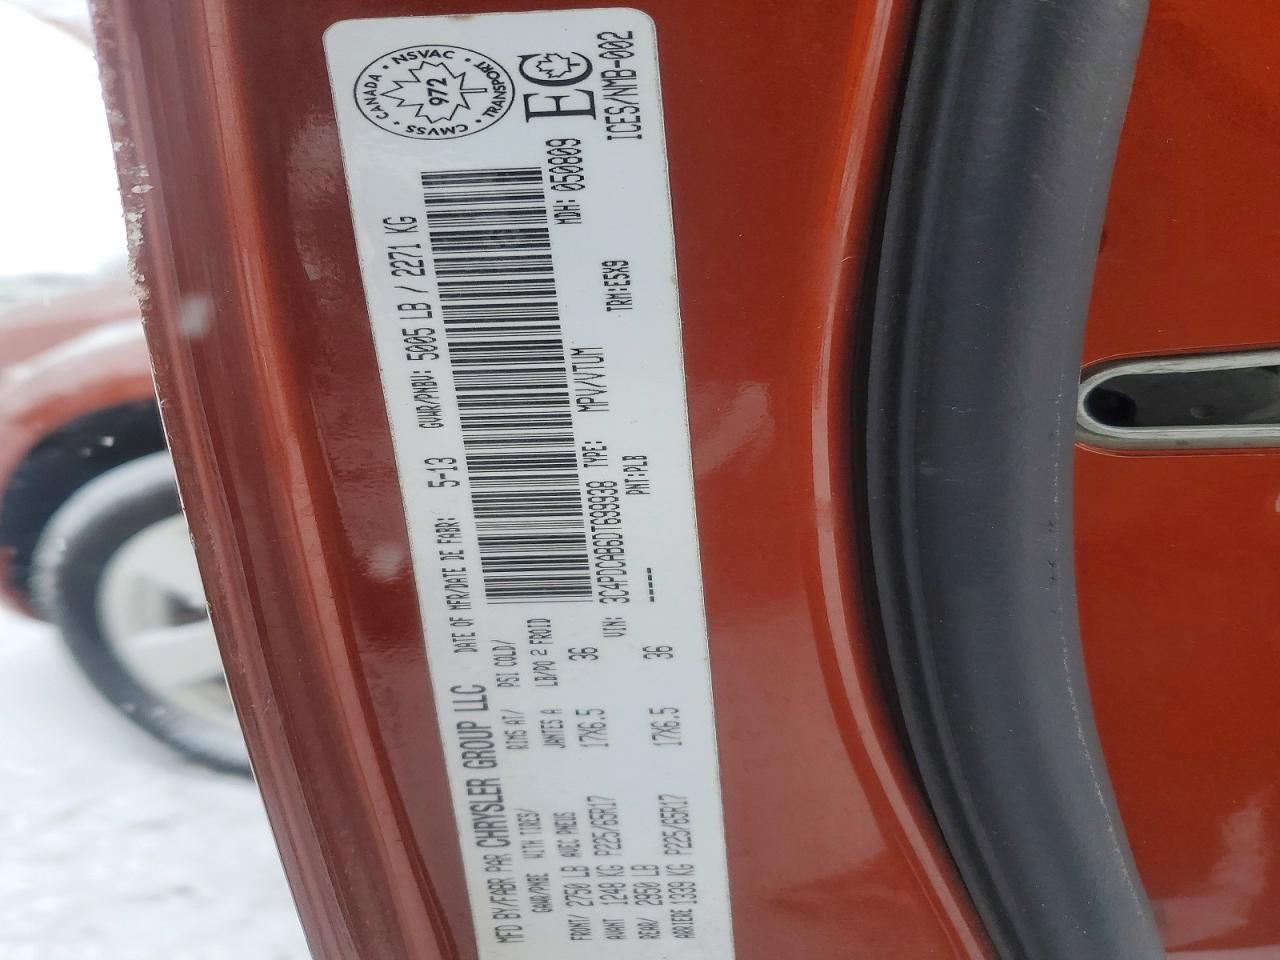 MFD BY/FABR PAR CHRYSLER GROUP LLC
DATE OF MFR/DATE DE FABR: 5-13
GVWR/PNBV: 5005 LB / 2271 KG
CANADA · NSVAC · TRANSPORT · CMVSS ·
972
GAWR/PNBE WITH TIRES/ RIMS AT/ PSI COLD/
AVEC PNEUS JANTES A LB/PO 2 FROID
FRONT/ 2750 LB
AVANT 1248 KG P225/65R17 17X6.5 36
REAR/ 2950 LB
ARRIERE 1339 KG P225/65R17 17X6.5 36
VIN: 3C4PDCAB6DT699938 TYPE: MPV/VTUM
MDH: 050809
EC
-----
PNT:PLB TRM:E5X9
ICES/NMB-002